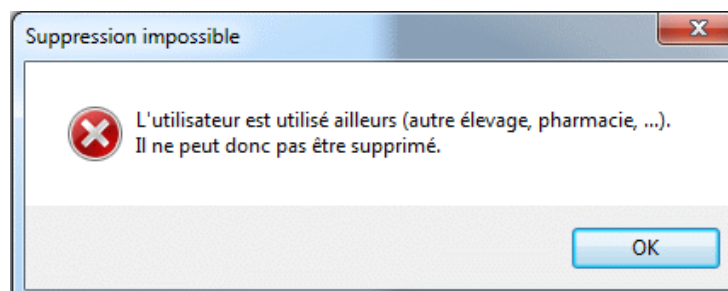 Suppression impossible
L'utilisateur est utilisé ailleurs (autre élevage, pharmacie, ...).
Il ne peut donc pas être supprimé.
OK